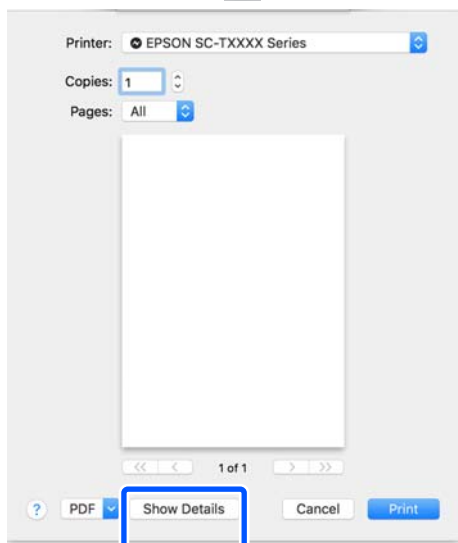 Printer: EPSON SC-TXXXX Series
Copies: 1
Pages: All
<< < 1 of 1 > >>
? PDF Show Details Cancel Print